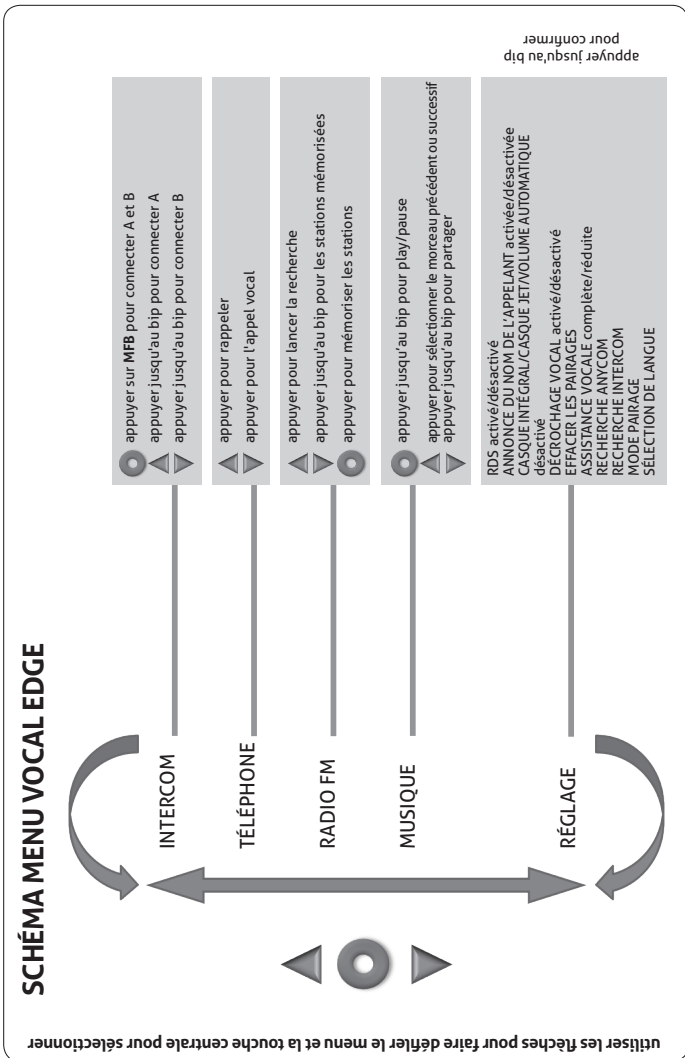 SCHÉMA MENU VOCAL EDGE
utiliser les flèches pour faire défiler le menu et la touche centrale pour sélectionner
INTERCOM
appuyer sur MFB pour connecter A et B
appuyer jusqu'au bip pour connecter A
appuyer jusqu'au bip pour connecter B
TÉLÉPHONE
appuyer pour rappeler
appuyer pour l'appel vocal
RADIO FM
appuyer pour lancer la recherche
appuyer jusqu'au bip pour les stations mémorisées
appuyer pour mémoriser les stations
MUSIQUE
appuyer jusqu'au bip pour play/pause
appuyer pour sélectionner le morceau précédent ou successif
appuyer jusqu'au bip pour partager
RÉGLAGE
RDS activé/désactivé
ANNONCE DU NOM DE L'APPELANT activée/désactivée
CASQUE INTÉGRAL/CASQUE JET/VOLUME AUTOMATIQUE
désactivé
DÉCROCHAGE VOCAL activé/désactivé
EFFACER LES PAIRAGES
ASSISTANCE VOCALE complète/réduite
RECHERCHE ANYCOM
RECHERCHE INTERCOM
MODE PAIRAGE
SÉLECTION DE LANGUE
appuyer jusqu'au bip
pour confirmer